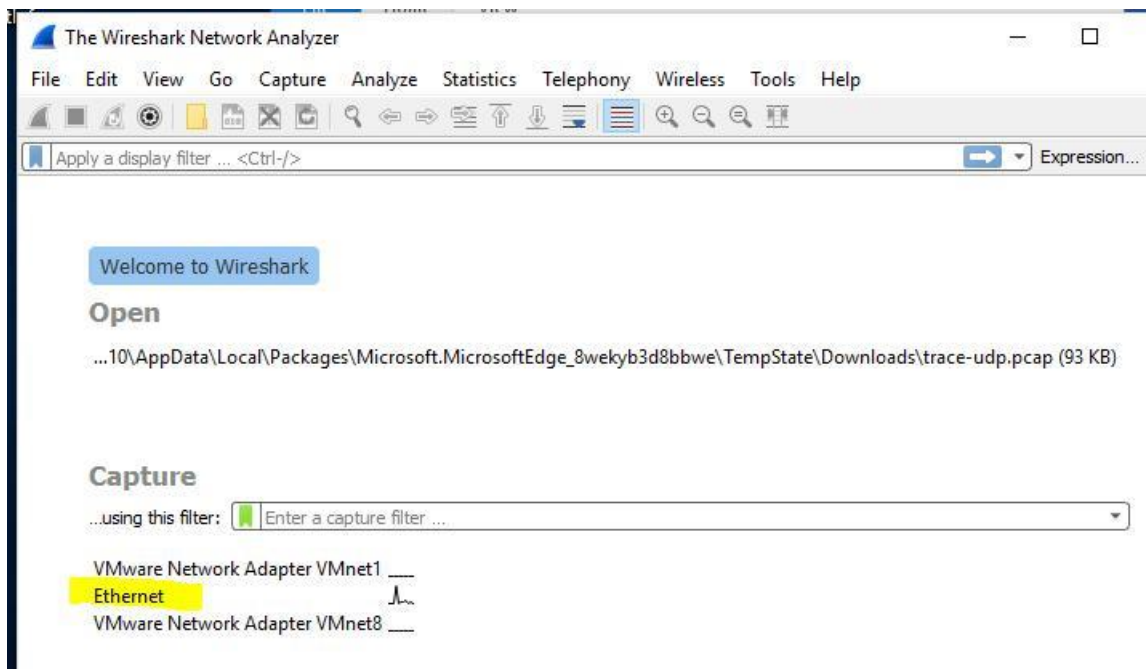 The Wireshark Network Analyzer
File Edit View Go Capture Analyze Statistics Telephony Wireless Tools Help
Apply a display filter ... <Ctrl-/> Expression...
Welcome to Wireshark
Open
...10\AppData\Local\Packages\Microsoft.MicrosoftEdge_8wekyb3d8bbwe\TempState\Downloads\trace-udp.pcap (93 KB)
Capture
...using this filter: Enter a capture filter ...
VMware Network Adapter VMnet1
Ethernet
VMware Network Adapter VMnet8